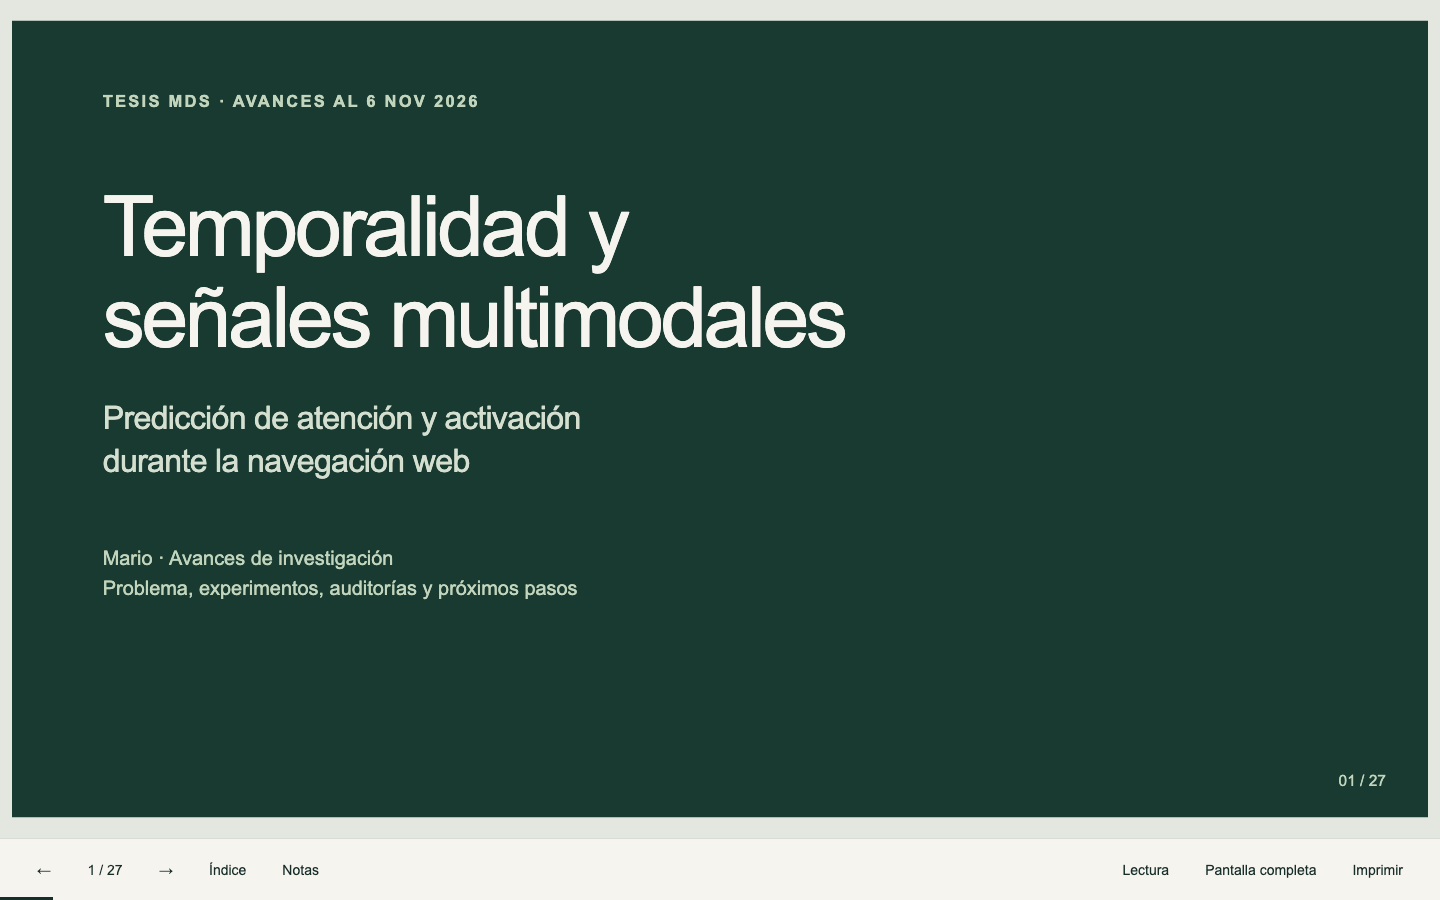 TESIS MDS · AVANCES AL 6 NOV 2026
Temporalidad y
señales multimodales
Predicción de atención y activación
durante la navegación web
Mario · Avances de investigación
Problema, experimentos, auditorías y próximos pasos
01 / 27
← 1 / 27 → Índice Notas Lectura Pantalla completa Imprimir